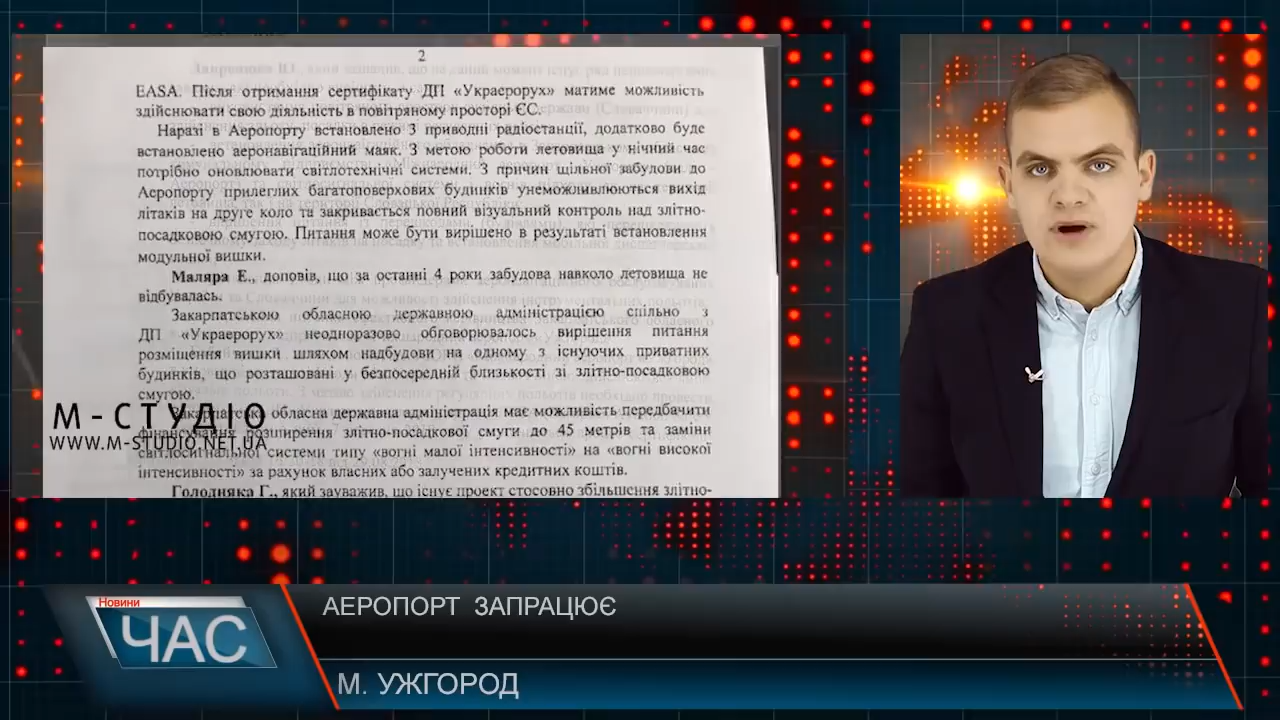 2
EASA. Після отримання сертифікату ДП «Украерорух» матиме можливість
здійснювати свою діяльність в повітряному просторі ЄС.
Наразі в Аеропорту встановлено 3 приводні радіостанції, додатково буде
встановлено аеронавігаційний маяк. З метою роботи летовища у нічний час
потрібно оновлювати світлотехнічні системи. З причин щільної забудови до
Аеропорту прилеглих багатоповерхових будинків унеможливлюються вихід
літаків на друге коло та закривається повний візуальний контроль над злітно-
посадковою смугою. Питання може бути вирішено в результаті встановлення
модульної вишки.
Маляра Е., доповів, що за останні 4 роки забудова навколо летовища не
відбувалась.
Закарпатською обласною державною адміністрацією спільно з
ДП «Украерорух» неодноразово обговорювалось вирішення питання
розміщення вишки шляхом надбудови на одному з існуючих приватних
будинків, що розташовані у безпосередній близькості зі злітно-посадковою
смугою.
Закарпатська обласна державна адміністрація має можливість передбачити
фінансування розширення злітно-посадкової смуги до 45 метрів та заміни
світлосигнальної системи типу «вогні малої інтенсивності» на «вогні високої
інтенсивності» за рахунок власних або залучених кредитних коштів.
Голодняка Г., який зауважив, що існує проект стосовно збільшення злітно-
М-СТУДІО
WWW.M-STUDIO.NET.UA
Новини
ЧАС
АЕРОПОРТ ЗАПРАЦЮЄ
М. УЖГОРОД